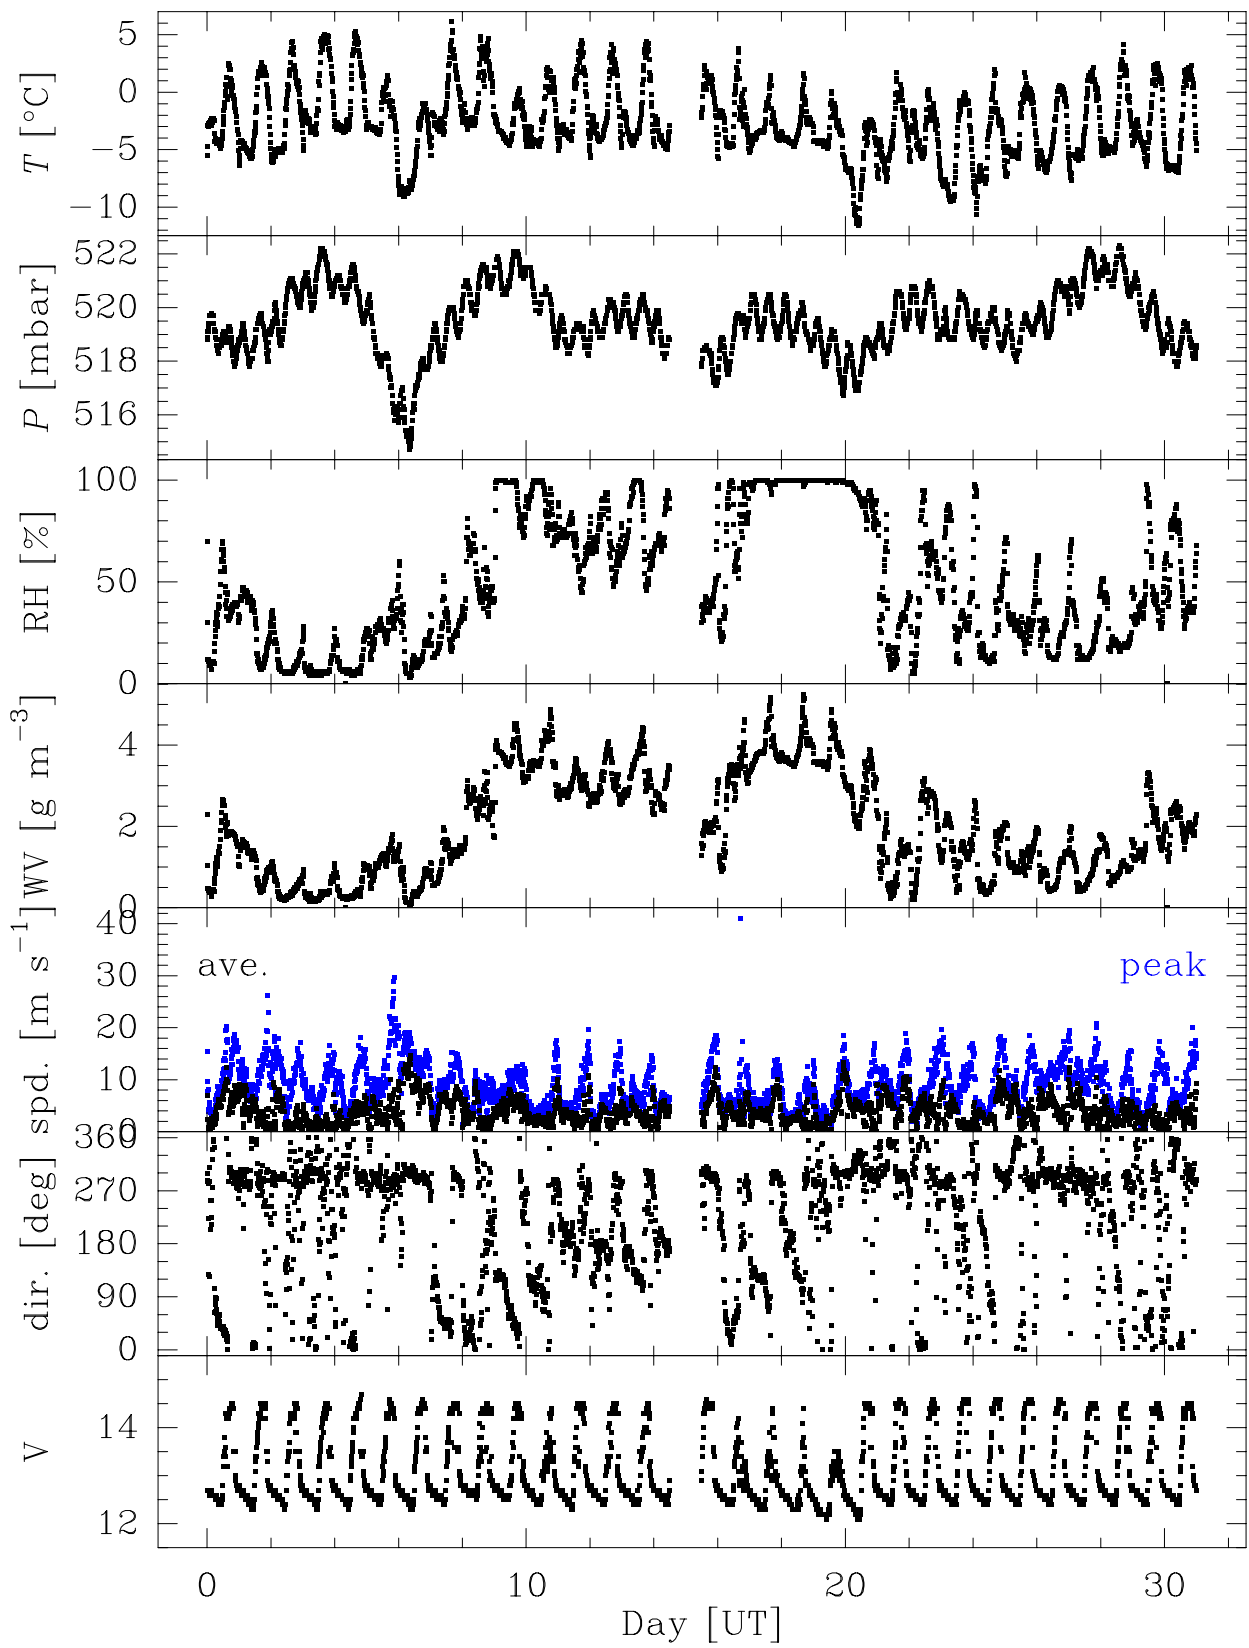 5
0
−5
−10
T [°C]
522
520
518
516
P [mbar]
100
50
0
RH [%]
4
2
0
WV [g m−3]
40
30
20
10
0
spd. [m s−1]
ave.
peak
360
270
180
90
0
dir. [deg]
14
12
V
0 10 20 30
Day [UT]